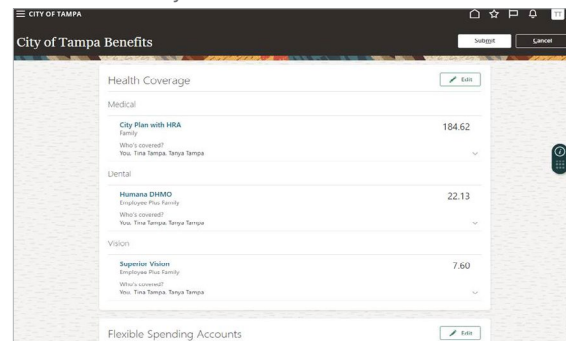 CITY OF TAMPA
TT
City of Tampa Benefits
Submit
Cancel
Health Coverage
Edit
Medical
City Plan with HRA
184.62
Family
Who's covered?
You, Tina Tampa, Tanya Tampa
Dental
Humana DHMO
22.13
Employee Plus Family
Who's covered?
You, Tina Tampa, Tanya Tampa
Vision
Superior Vision
7.60
Employee Plus Family
Who's covered?
You, Tina Tampa, Tanya Tampa
Flexible Spending Accounts
Edit